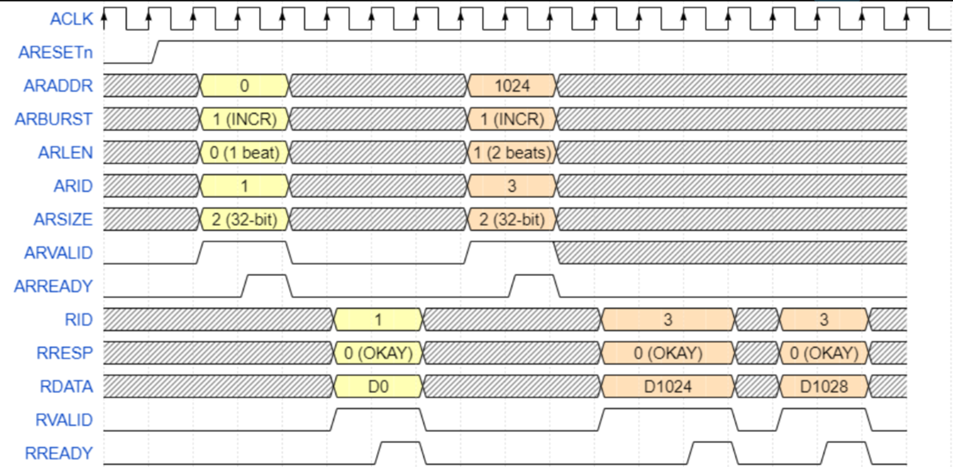 ACLK
ARESETn
ARADDR 0 1024
ARBURST 1 (INCR) 1 (INCR)
ARLEN 0 (1 beat) 1 (2 beats)
ARID 1 3
ARSIZE 2 (32-bit) 2 (32-bit)
ARVALID
ARREADY
RID 1 3 3
RRESP 0 (OKAY) 0 (OKAY) 0 (OKAY)
RDATA D0 D1024 D1028
RVALID
RREADY